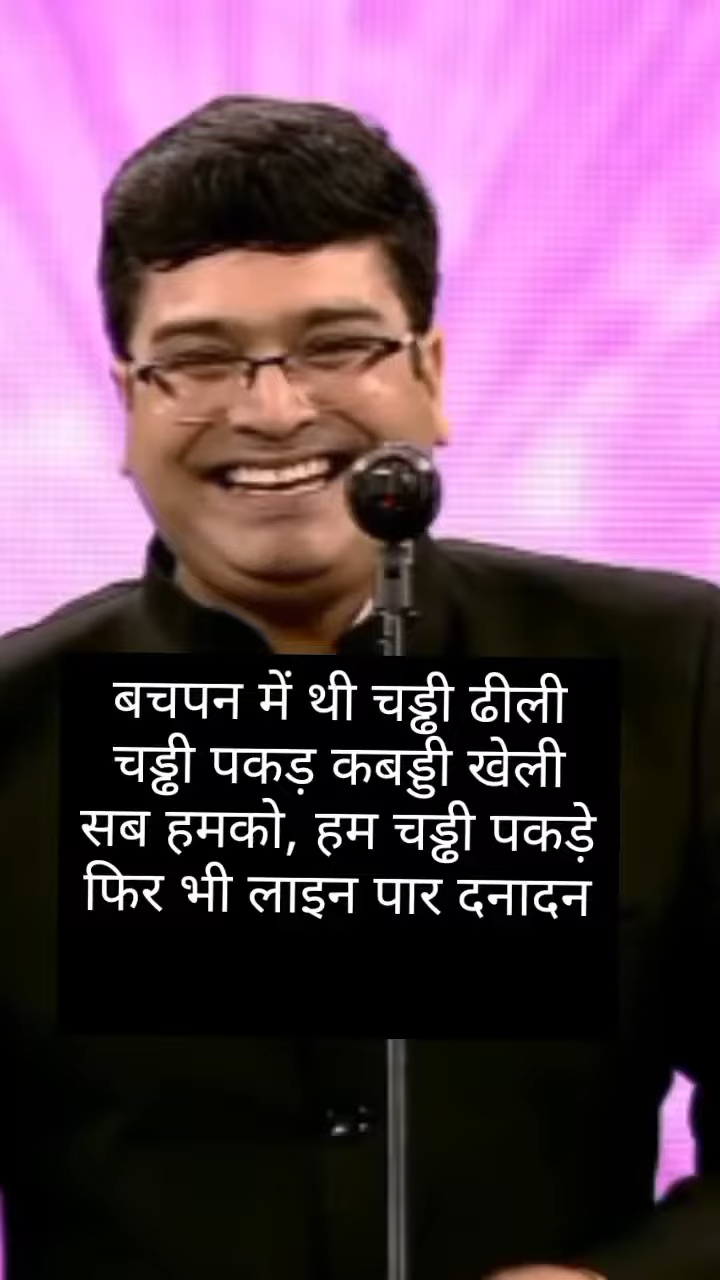 बचपन में थी चड्ढी ढीली
चड्ढी पकड़ कबड्डी खेली
सब हमको, हम चड्ढी पकड़े
फिर भी लाइन पार दनादन